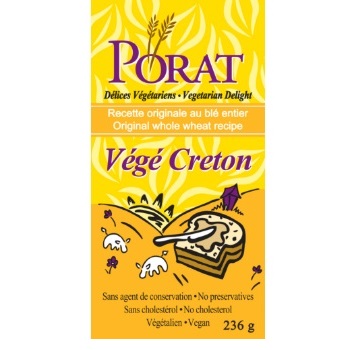 PORAT
Délices Végétariens • Vegetarian Delight
Recette originale au blé entier
Original whole wheat recipe
Végé Creton
Sans agent de conservation • No preservatives
Sans cholestérol • No cholesterol
Végétalien • Vegan
236 g